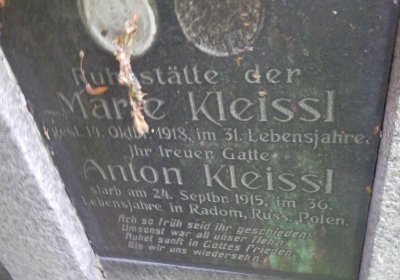 Ruhestätte der
Marie Kleissl
gest. 14. Oktbr. 1918, im 31. Lebensjahre.
Ihr treuer Gatte
Anton Kleissl
starb am 24. Septbr. 1915, im 36.
Lebensjahre in Radom, Russ. Polen.
Ach so früh seid ihr geschieden,
Umsonst war all unser Flehn,
Ruhet sanft in Gottes Frieden,
Bis wir uns wiedersehn!